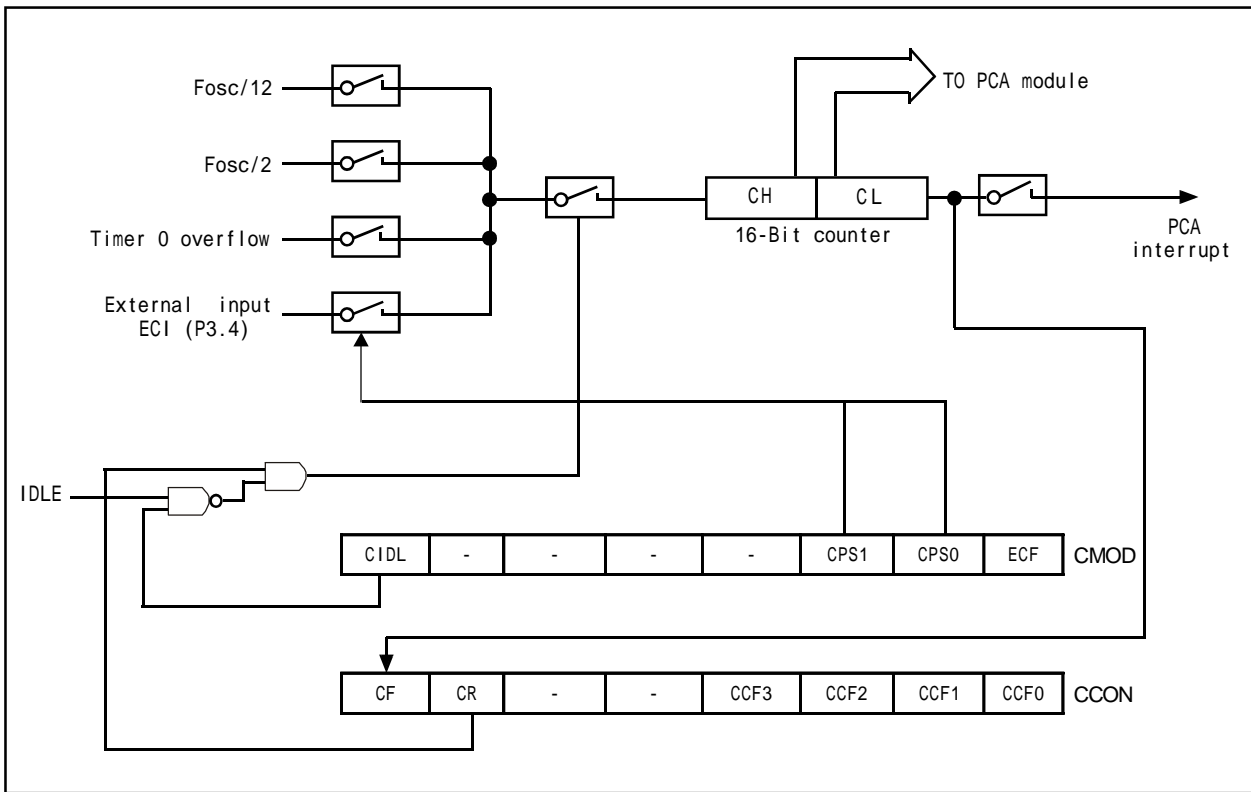 Fosc/12
Fosc/2
Timer 0 overflow
External input
ECI (P3.4)
TO PCA module
CH CL
16-Bit counter
PCA
interrupt
IDLE
CIDL - - - - CPS1 CPS0 ECF CMOD
CF CR - - CCF3 CCF2 CCF1 CCF0 CCON